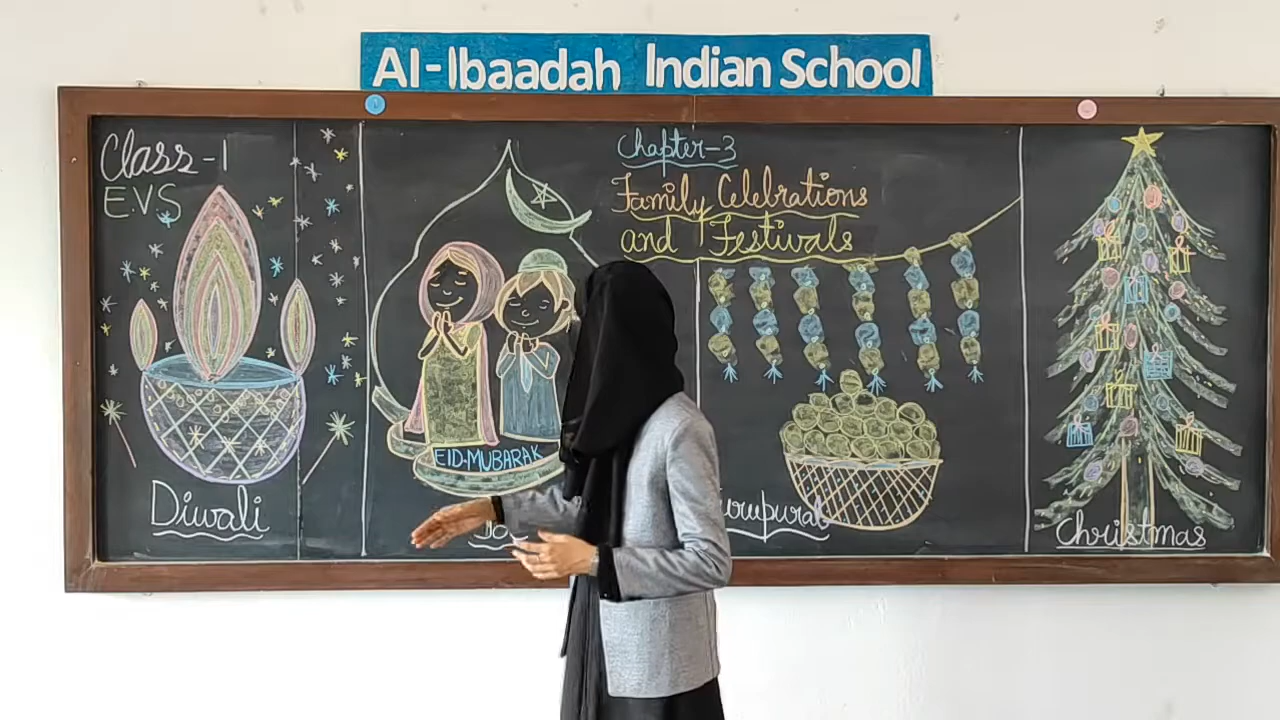 Al-Ibaadah Indian School
Class-1
E.V.S
Chapter-3
Family Celebrations
and Festivals
EID-MUBARAK
Diwali
Christmas